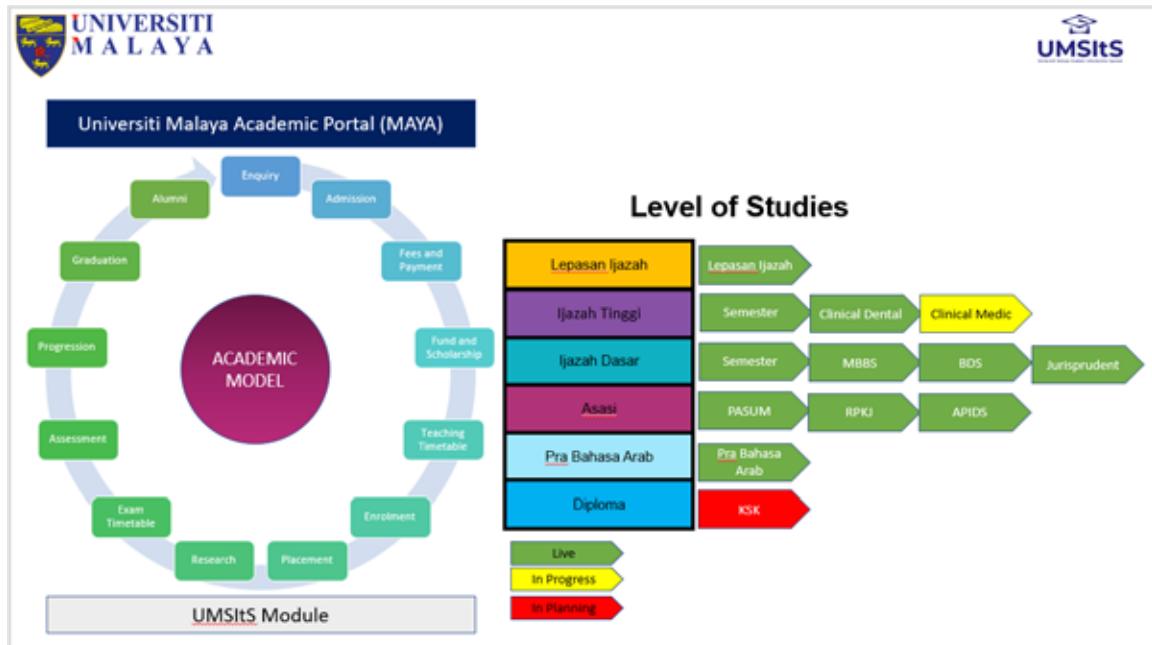 UNIVERSITI
MALAYA
UMSItS
Universiti Malaya Academic Portal (MAYA)
Enquiry
Admission
Fees and
Payment
Fund and
Scholarship
Teaching
Timetable
Enrolment
Placement
Research
Exam
Timetable
Assessment
Progression
Graduation
Alumni
ACADEMIC
MODEL
UMSItS Module
Level of Studies
Lepasan Ijazah
Lepasan Ijazah
Ijazah Tinggi
Semester
Clinical Dental
Clinical Medic
Ijazah Dasar
Semester
MBBS
BDS
Jurisprudent
Asasi
PASUM
RPKJ
APIDS
Pra Bahasa Arab
Pra Bahasa
Arab
Diploma
KSK
Live
In Progress
In Planning